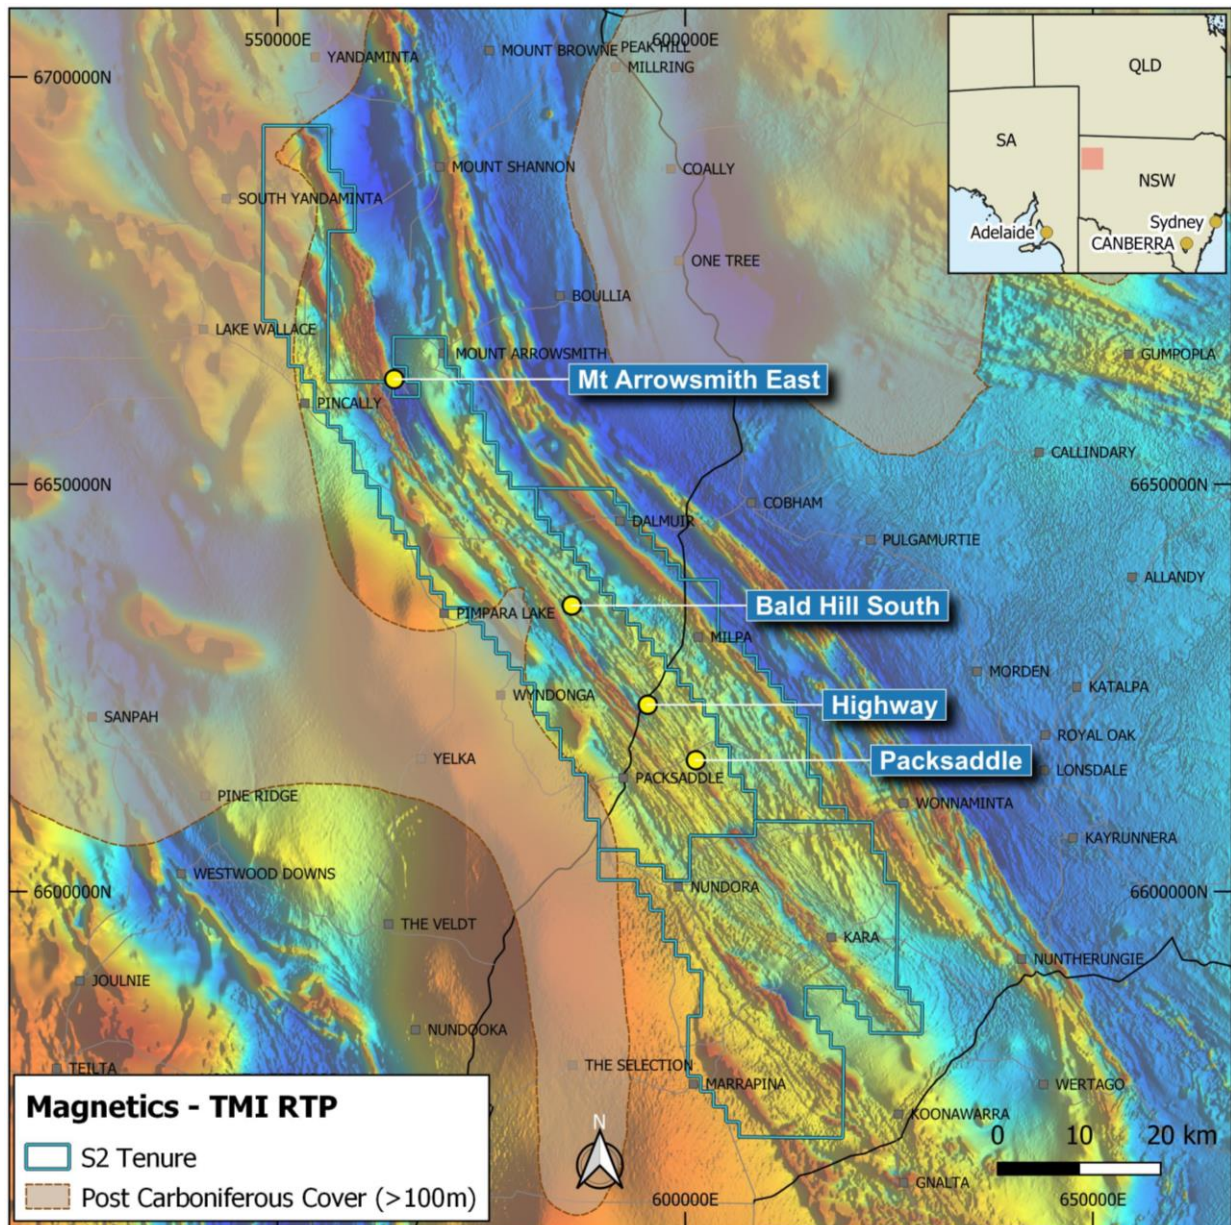 550000E
600000E
YANDAMINTA
MOUNT BROWNE
PEAK HILL
MILLRING
6700000N
QLD
SA
NSW
Sydney
Adelaide
CANBERRA
MOUNT SHANNON
COALLY
SOUTH YANDAMINTA
ONE TREE
BOULLIA
LAKE WALLACE
MOUNT ARROWSMITH
GUMPOPLA
Mt Arrowsmith East
PINCALLY
CALLINDARY
6650000N
6650000N
COBHAM
DALMUIR
PULGAMURTIE
ALLANDY
Bald Hill South
PIMPARA LAKE
MILPA
MORDEN
KATALPA
WYNDONGA
Highway
SANPAH
ROYAL OAK
YELKA
Packsaddle
LONSDALE
PACKSADDLE
PINE RIDGE
WONNAMINTA
KAYRUNNERA
WESTWOOD DOWNS
6600000N
NUNDORA
6600000N
THE VELDT
KARA
NUNTHERUNGIE
JOULNIE
NUNDOOKA
TEILTA
THE SELECTION
MARRAPINA
WERTAGO
KOONAWARRA
Magnetics - TMI RTP
S2 Tenure
Post Carboniferous Cover (>100m)
N
0 10 20 km
GNALTA
600000E
650000E